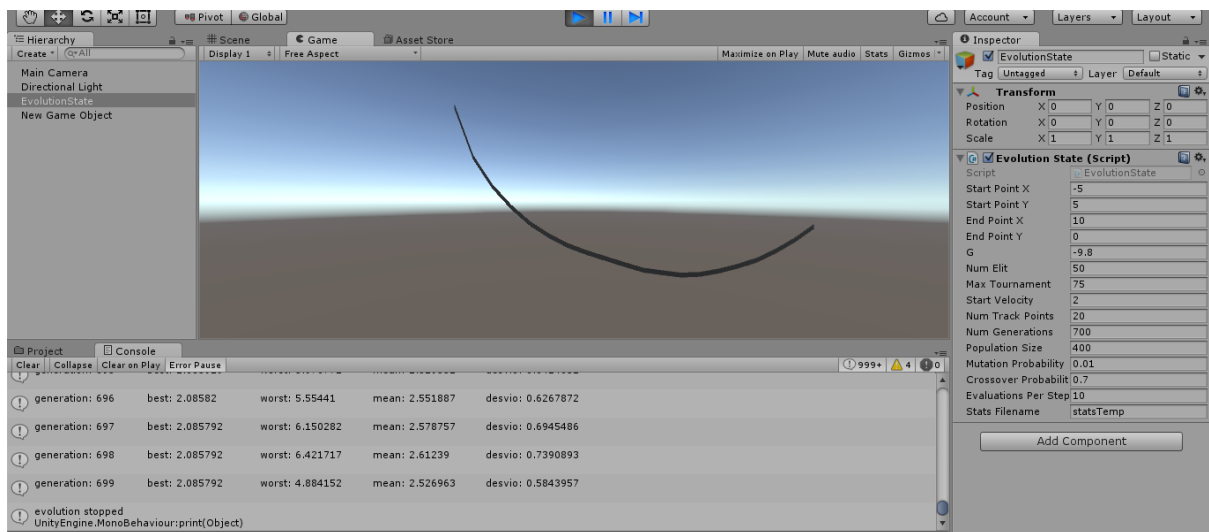 Pivot Global Account Layers Layout
Hierarchy
Create All
Main Camera
Directional Light
EvolutionState
New Game Object
Scene Game Asset Store
Display 1 Free Aspect Maximize on Play Mute audio Stats Gizmos
Project Console
Clear Collapse Clear on Play Error Pause 999+ 4 0
generation: 696 best: 2.08582 worst: 5.55441 mean: 2.551887 desvio: 0.6267872
generation: 697 best: 2.085792 worst: 6.150282 mean: 2.578757 desvio: 0.6945486
generation: 698 best: 2.085792 worst: 6.421717 mean: 2.61239 desvio: 0.7390893
generation: 699 best: 2.085792 worst: 4.884152 mean: 2.526963 desvio: 0.5843957
evolution stopped
UnityEngine.MonoBehaviour:print(Object)
Inspector
EvolutionState Static
Tag Untagged Layer Default
Transform
Position X 0 Y 0 Z 0
Rotation X 0 Y 0 Z 0
Scale X 1 Y 1 Z 1
Evolution State (Script)
Script EvolutionState
Start Point X -5
Start Point Y 5
End Point X 10
End Point Y 0
G -9.8
Num Elit 50
Max Tournament 75
Start Velocity 2
Num Track Points 20
Num Generations 700
Population Size 400
Mutation Probability 0.01
Crossover Probabilit 0.7
Evaluations Per Step 10
Stats Filename statsTemp
Add Component